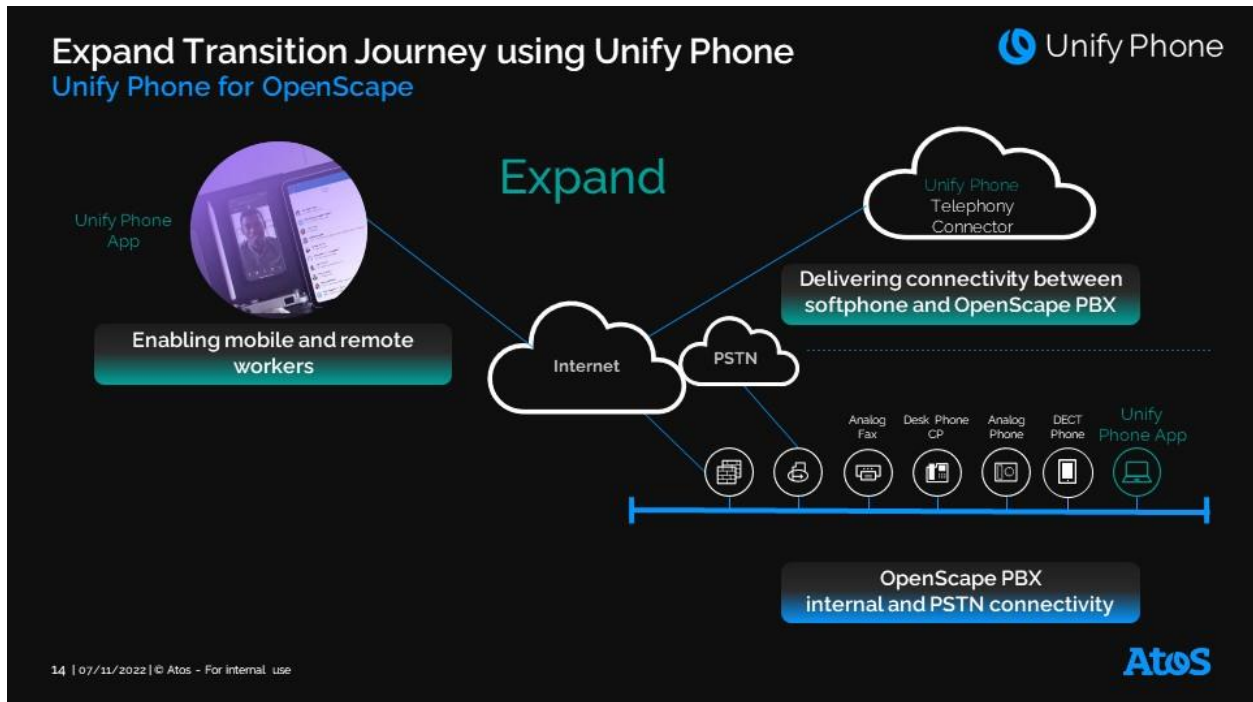 Expand Transition Journey using Unify Phone
Unify Phone for OpenScape
Unify Phone
Expand
Unify Phone
App
Enabling mobile and remote
workers
Unify Phone
Telephony
Connector
Delivering connectivity between
softphone and OpenScape PBX
Internet
PSTN
Analog
Fax
Desk Phone
CP
Analog
Phone
DECT
Phone
Unify
Phone App
OpenScape PBX
internal and PSTN connectivity
14 | 07/11/2022 | © Atos - For internal use
Atos